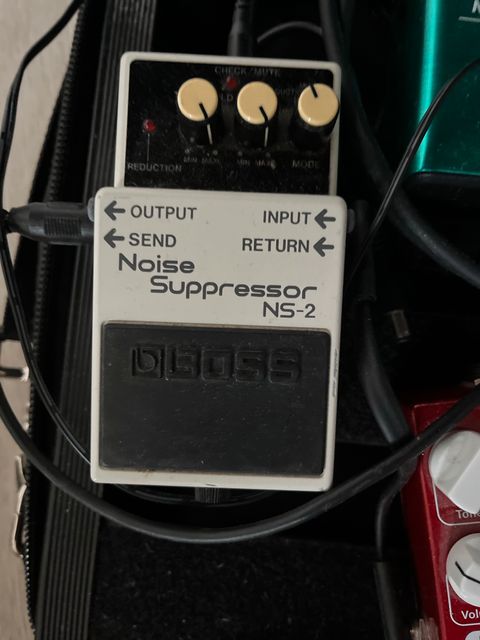 CHECK/MUTE
REDUCTION
MIN MAX MIN MAX MODE
← OUTPUT INPUT ←
← SEND RETURN ←
Noise
Suppressor
NS-2
BOSS